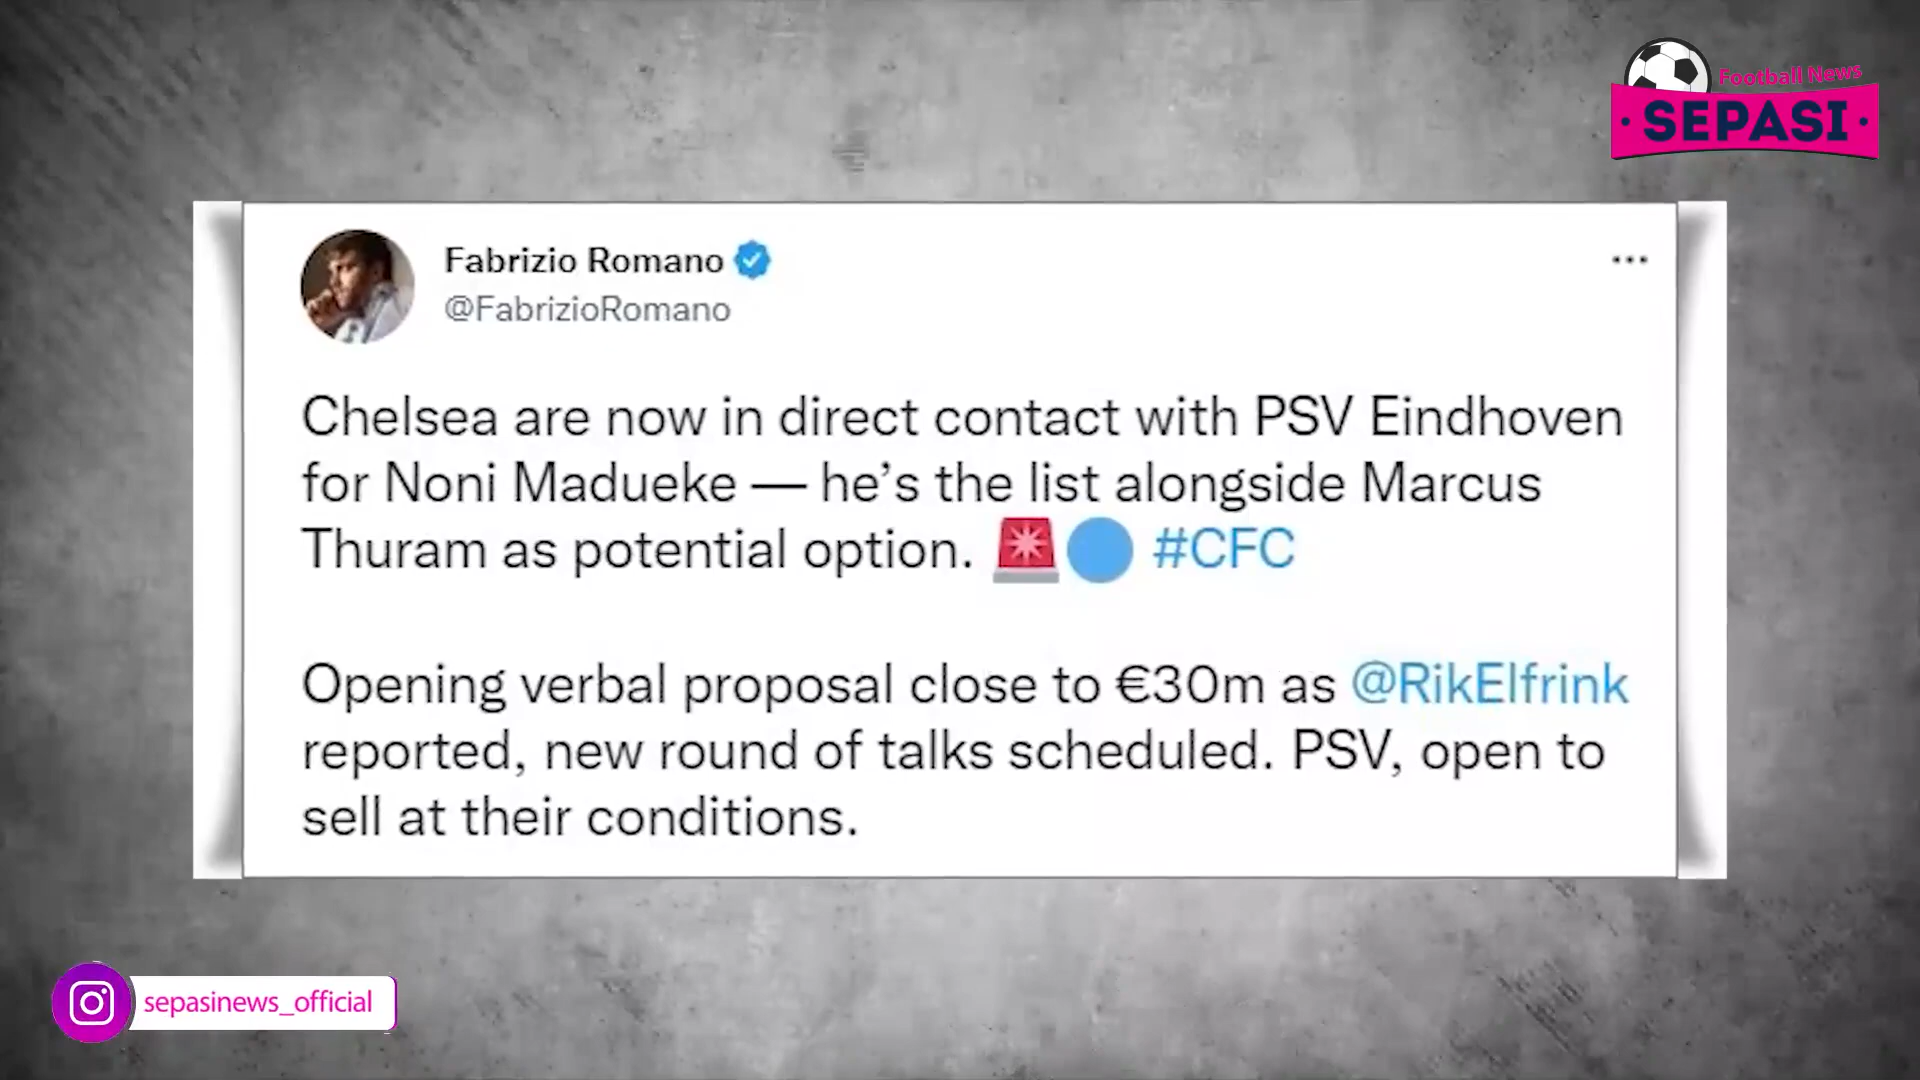 Football News
• SEPASI •
Fabrizio Romano
@FabrizioRomano
Chelsea are now in direct contact with PSV Eindhoven
for Noni Madueke — he’s the list alongside Marcus
Thuram as potential option. 🚨🔵 #CFC
Opening verbal proposal close to €30m as @RikElfrink
reported, new round of talks scheduled. PSV, open to
sell at their conditions.
sepasinews_official